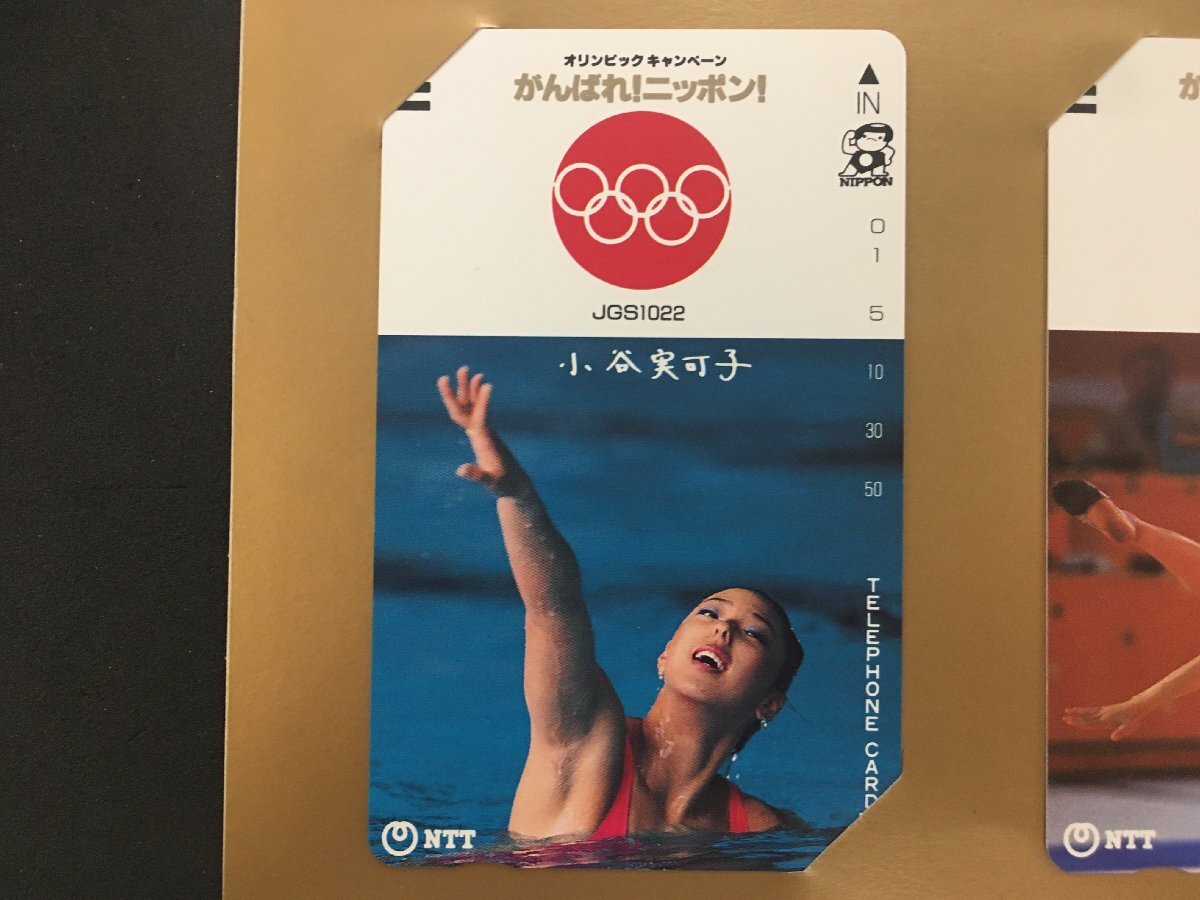 オリンピックキャンペーン
がんばれ!ニッポン!
IN
NIPPON
0
1
JGS1022
5
小谷実可子
10
30
50
TELEPHONE CARD
NTT
が
NTT